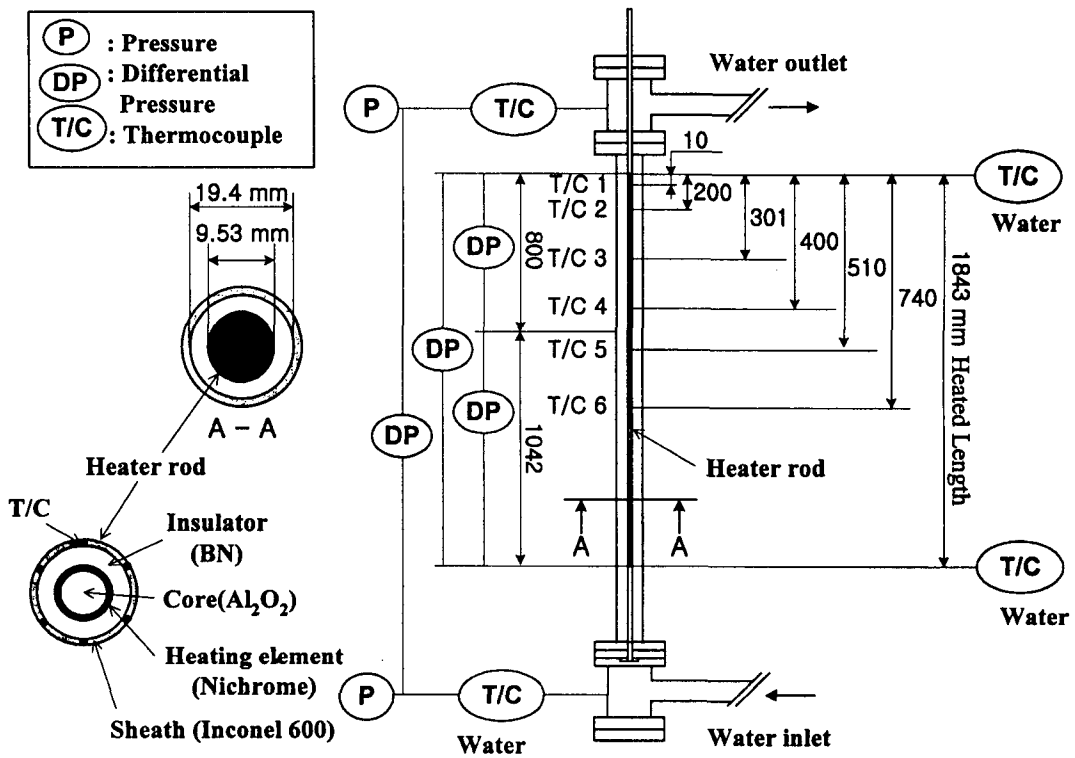 P : Pressure
DP : Differential
Pressure
T/C : Thermocouple
Water outlet
P
T/C
10
T/C
Water
19.4 mm
9.53 mm
T/C 1
T/C 2
T/C 3
T/C 4
T/C 5
T/C 6
200
301
400
510
740
1843 mm Heated Length
800
1042
DP
DP
DP
DP
A - A
Heater rod
Heater rod
T/C
Insulator
(BN)
Core(Al2O2)
Heating element
(Nichrome)
Sheath (Inconel 600)
A
A
T/C
Water
P
T/C
Water
Water inlet